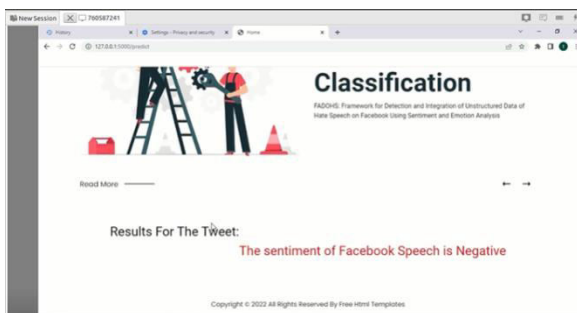 New Session 760587241
History Settings - Privacy and security Home
127.0.0.1:5000/predict
Classification
FADOHS: Framework for Detection and Integration of Unstructured Data of
Hate Speech on Facebook Using Sentiment and Emotion Analysis
Read More
Results For The Tweet:
The sentiment of Facebook Speech is Negative
Copyright © 2022 All Rights Reserved By Free Html Templates